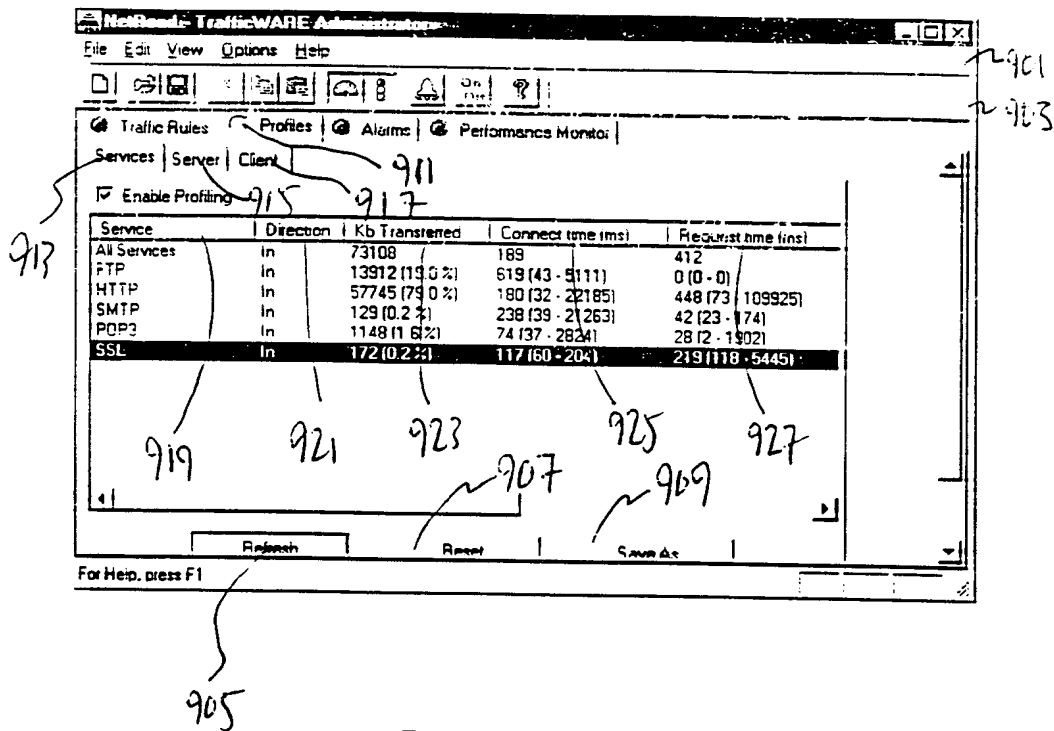 NetReady - TrafficWARE Administrator
File Edit View Options Help
901
903
Traffic Rules Profiles Alarms Performance Monitor
Services Server Client
911
Enable Profiling
915
917
913
Service Direction Kb Transferred Connect time (ms) Request time (ms)
All Services In 73108 189 412
FTP In 13912 (19.0 %) 619 (43 - 5111) 0 (0 - 0)
HTTP In 57745 (79.0 %) 180 (32 - 22185) 448 (73 - 109925)
SMTP In 129 (0.2 %) 238 (39 - 21263) 42 (23 - 174)
POP3 In 1148 (1.6 %) 74 (37 - 2824) 28 (2 - 1902)
SSL In 172 (0.2 %) 117 (60 - 204) 219 (118 - 5445)
919 921 923 925 927
907 909
Refresh Reset Save As
For Help, press F1
905